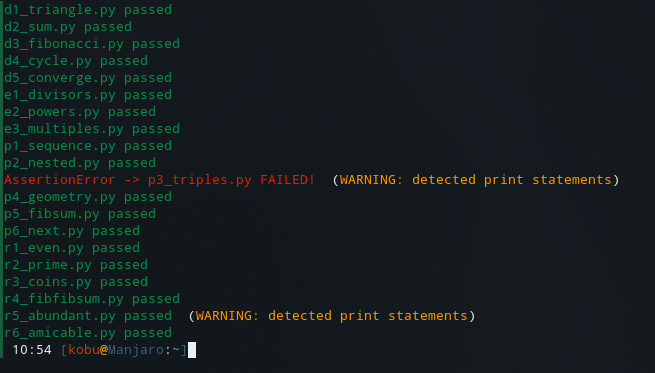 d1_triangle.py passed
d2_sum.py passed
d3_fibonacci.py passed
d4_cycle.py passed
d5_converge.py passed
e1_divisors.py passed
e2_powers.py passed
e3_multiples.py passed
p1_sequence.py passed
p2_nested.py passed
AssertionError -> p3_triples.py FAILED!  (WARNING: detected print statements)
p4_geometry.py passed
p5_fibsum.py passed
p6_next.py passed
r1_even.py passed
r2_prime.py passed
r3_coins.py passed
r4_fibfibsum.py passed
r5_abundant.py passed  (WARNING: detected print statements)
r6_amicable.py passed
10:54 [kobu@Manjaro:~]